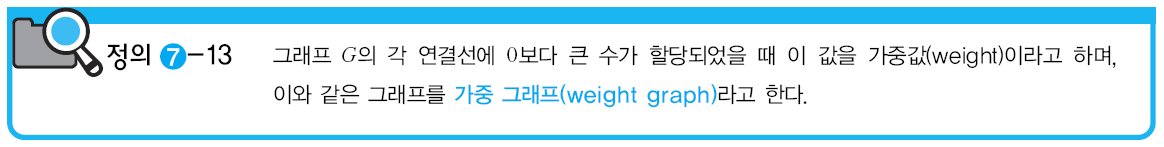 정의 7-13 그래프 G의 각 연결선에 0보다 큰 수가 할당되었을 때 이 값을 가중값(weight)이라고 하며,
이와 같은 그래프를 가중 그래프(weight graph)라고 한다.